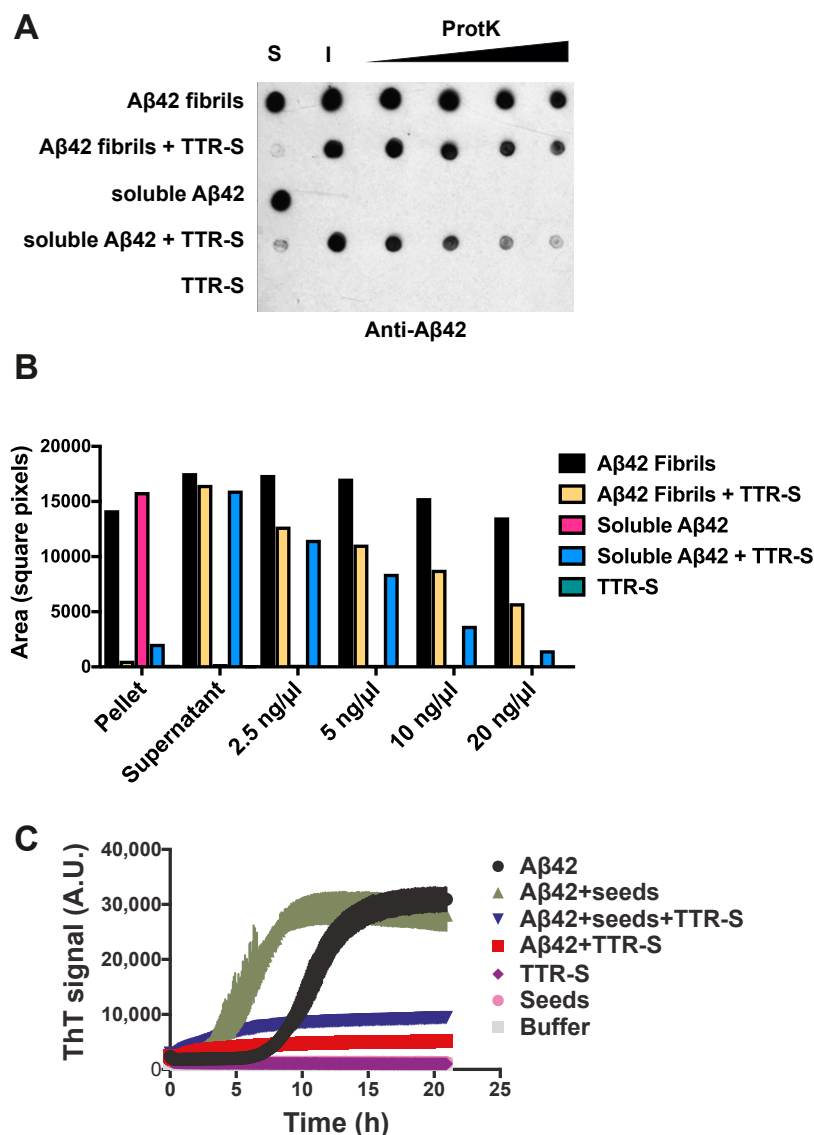 A
ProtK
S I
Aβ42 fibrils
Aβ42 fibrils + TTR-S
soluble Aβ42
soluble Aβ42 + TTR-S
TTR-S
Anti-Aβ42
B
Area (square pixels)
20000
15000
10000
5000
0
Pellet
Supernatant
2.5 ng/µl
5 ng/µl
10 ng/µl
20 ng/µl
Aβ42 Fibrils
Aβ42 Fibrils + TTR-S
Soluble Aβ42
Soluble Aβ42 + TTR-S
TTR-S
C
ThT signal (A.U.)
40,000
30,000
20,000
10,000
0
0 5 10 15 20 25
Time (h)
Aβ42
Aβ42+seeds
Aβ42+seeds+TTR-S
Aβ42+TTR-S
TTR-S
Seeds
Buffer